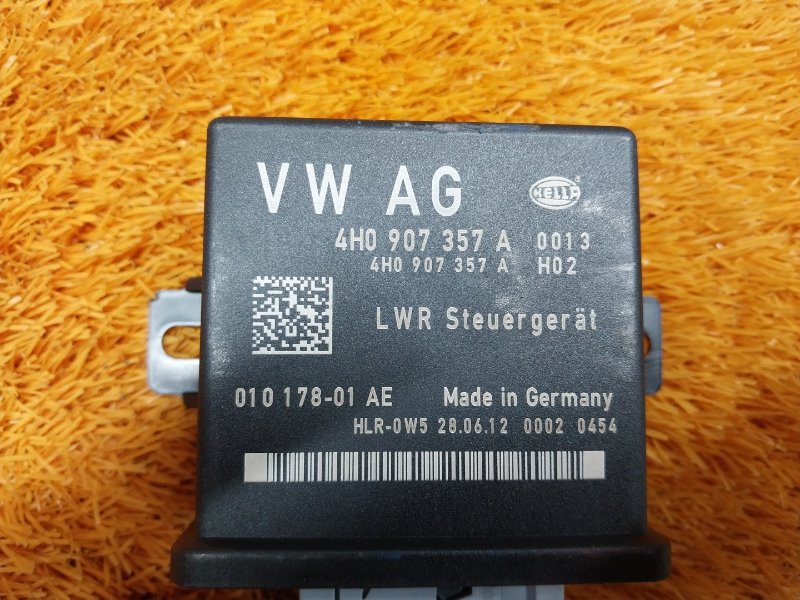 VW AG
HELLA ®
4H0 907 357 A 0013
4H0 907 357 A H02
LWR Steuergerät
010 178-01 AE Made in Germany
HLR-0W5 28.06.12 0002 0454